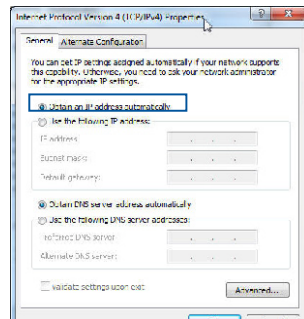 Internet Protocol Version 4 (TCP/IPv4) Properties
General
Alternate Configuration
You can get IP settings assigned automatically if your network supports
this capability. Otherwise, you need to ask your network administrator
for the appropriate IP settings.
Obtain an IP address automatically
Use the following IP address:
IP address
Subnet mask:
Default gateway:
Obtain DNS server address automatically
Use the following DNS server addresses:
Preferred DNS server
Alternate DNS server:
Validate settings upon exit
Advanced...